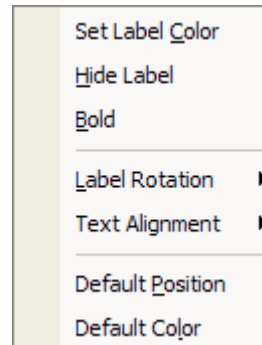 Set Label Color
Hide Label
Bold
Label Rotation
Text Alignment
Default Position
Default Color